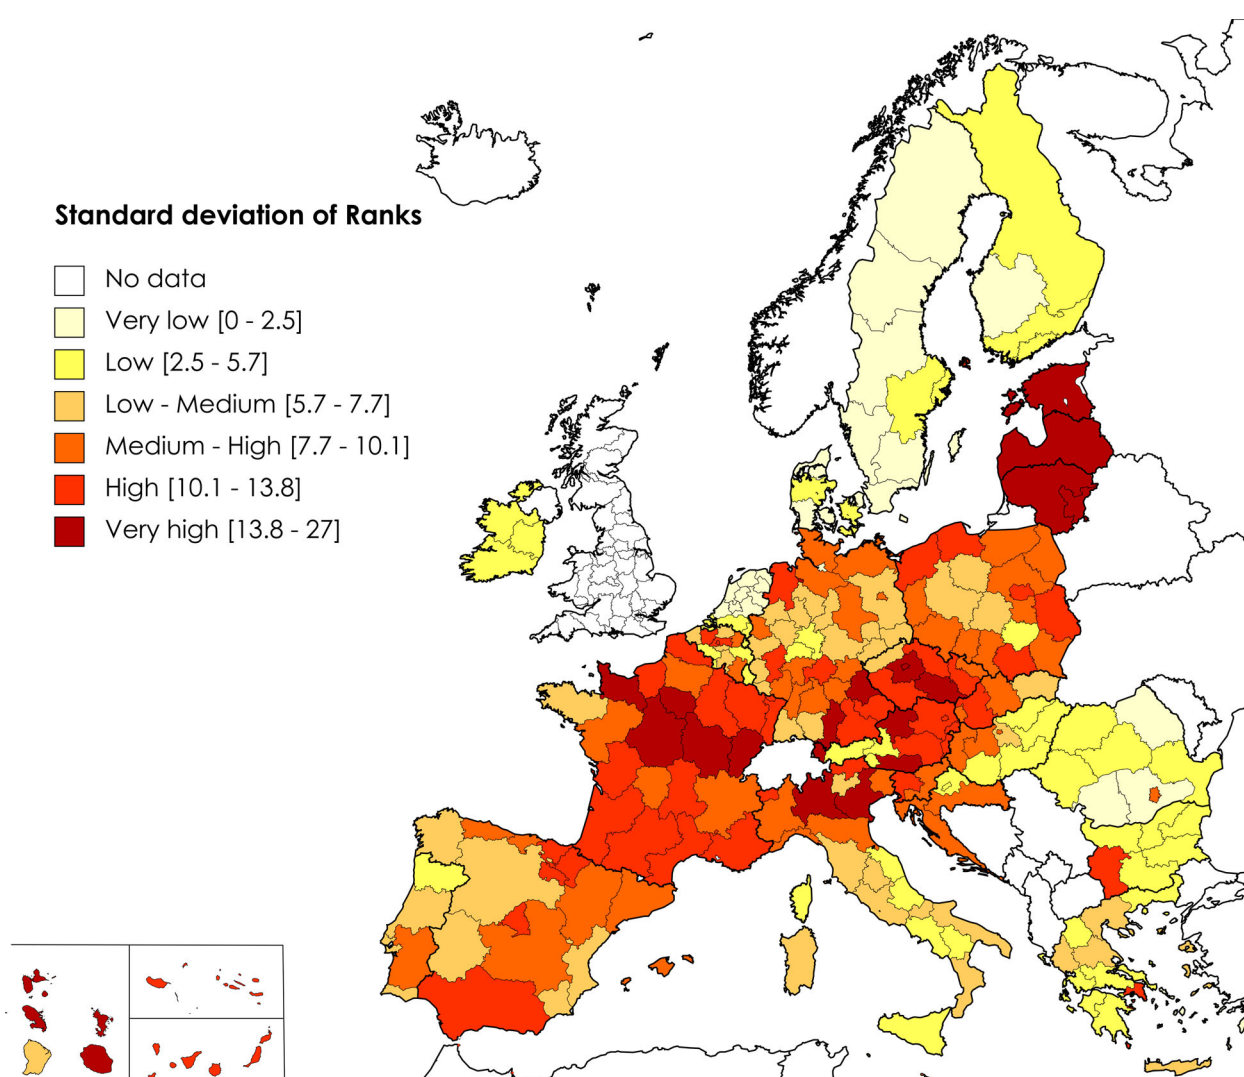 Standard deviation of Ranks
No data
Very low [0 - 2.5]
Low [2.5 - 5.7]
Low - Medium [5.7 - 7.7]
Medium - High [7.7 - 10.1]
High [10.1 - 13.8]
Very high [13.8 - 27]